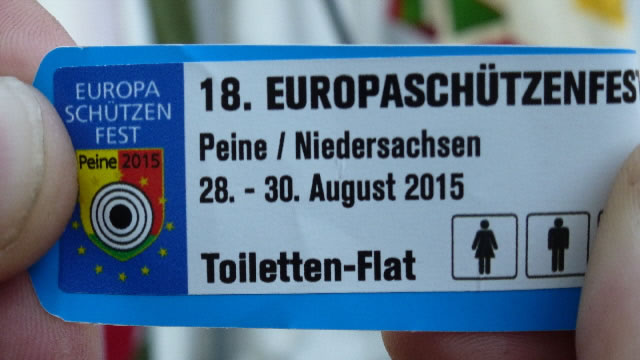 EUROPA
SCHÜTZEN
FEST
Peine 2015
18. EUROPASCHÜTZENFES
Peine / Niedersachsen
28. - 30. August 2015
Toiletten-Flat